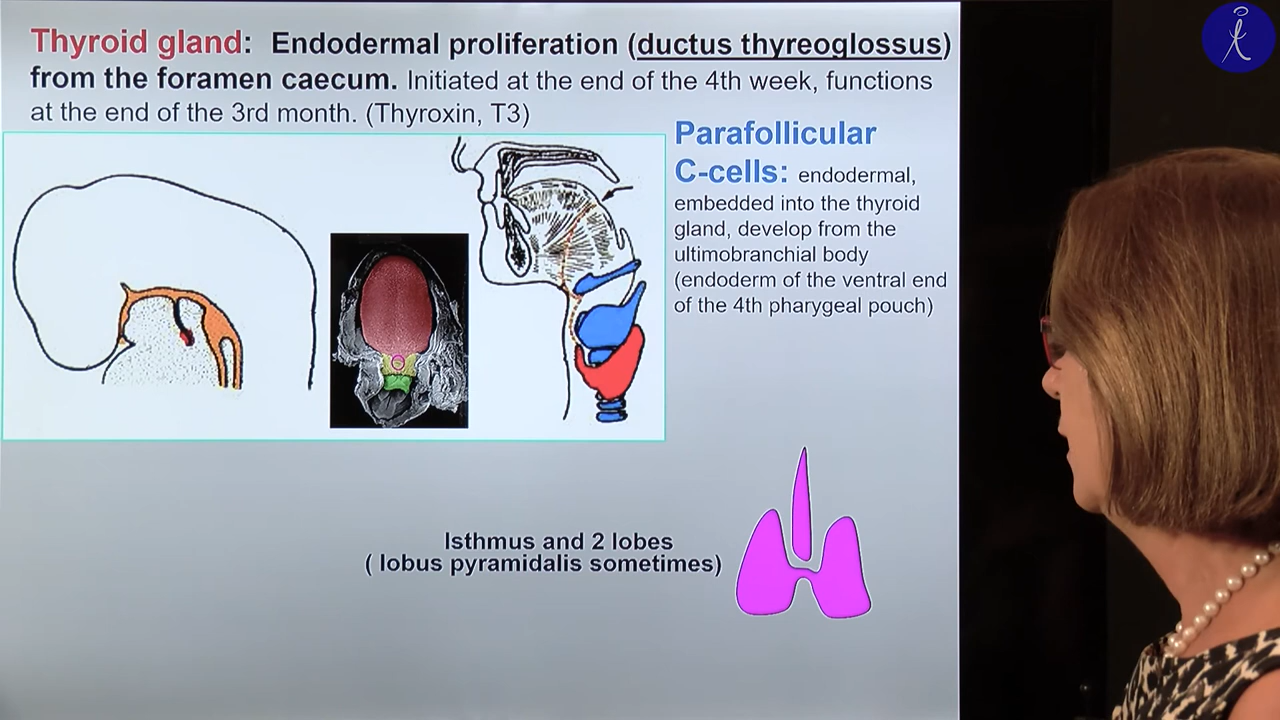 Thyroid gland: Endodermal proliferation (ductus thyreoglossus)
from the foramen caecum. Initiated at the end of the 4th week, functions
at the end of the 3rd month. (Thyroxin, T3)
Parafollicular
C-cells: endodermal,
embedded into the thyroid
gland, develop from the
ultimobranchial body
(endoderm of the ventral end
of the 4th pharygeal pouch)
Isthmus and 2 lobes
( lobus pyramidalis sometimes)